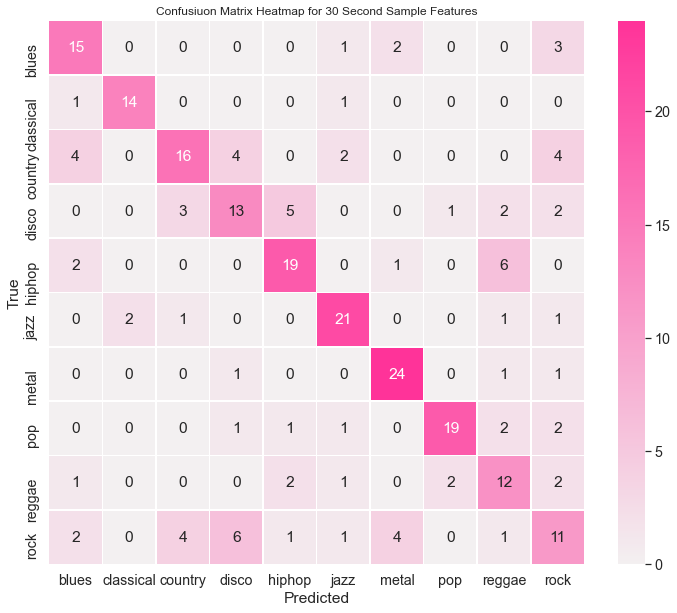 Confusiuon Matrix Heatmap for 30 Second Sample Features
blues 15 0 0 0 0 1 2 0 0 3
classical 1 14 0 0 0 1 0 0 0 0
country 4 0 16 4 0 2 0 0 0 4
disco 0 0 3 13 5 0 0 1 2 2
hiphop 2 0 0 0 19 0 1 0 6 0
jazz 0 2 1 0 0 21 0 0 1 1
metal 0 0 0 1 0 0 24 0 1 1
pop 0 0 0 1 1 1 0 19 2 2
reggae 1 0 0 0 2 1 0 2 12 2
rock 2 0 4 6 1 1 4 0 1 11
True
blues classical country disco hiphop jazz metal pop reggae rock
Predicted
20
15
10
5
0